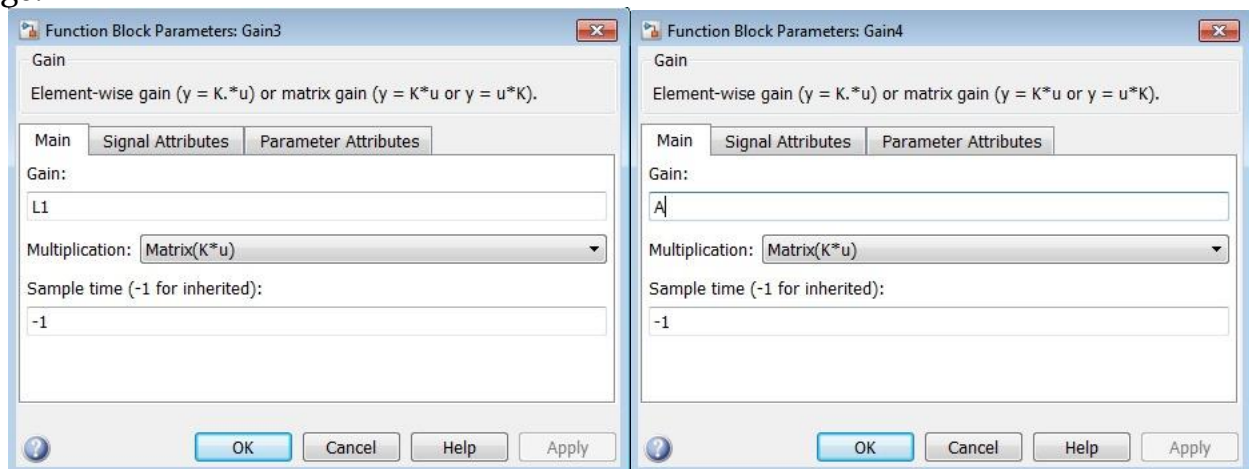 ge.
Function Block Parameters: Gain3
Gain
Element-wise gain (y = K.*u) or matrix gain (y = K*u or y = u*K).
Main Signal Attributes Parameter Attributes
Gain:
L1
Multiplication: Matrix(K*u)
Sample time (-1 for inherited):
-1
OK Cancel Help Apply
Function Block Parameters: Gain4
Gain
Element-wise gain (y = K.*u) or matrix gain (y = K*u or y = u*K).
Main Signal Attributes Parameter Attributes
Gain:
A
Multiplication: Matrix(K*u)
Sample time (-1 for inherited):
-1
OK Cancel Help Apply